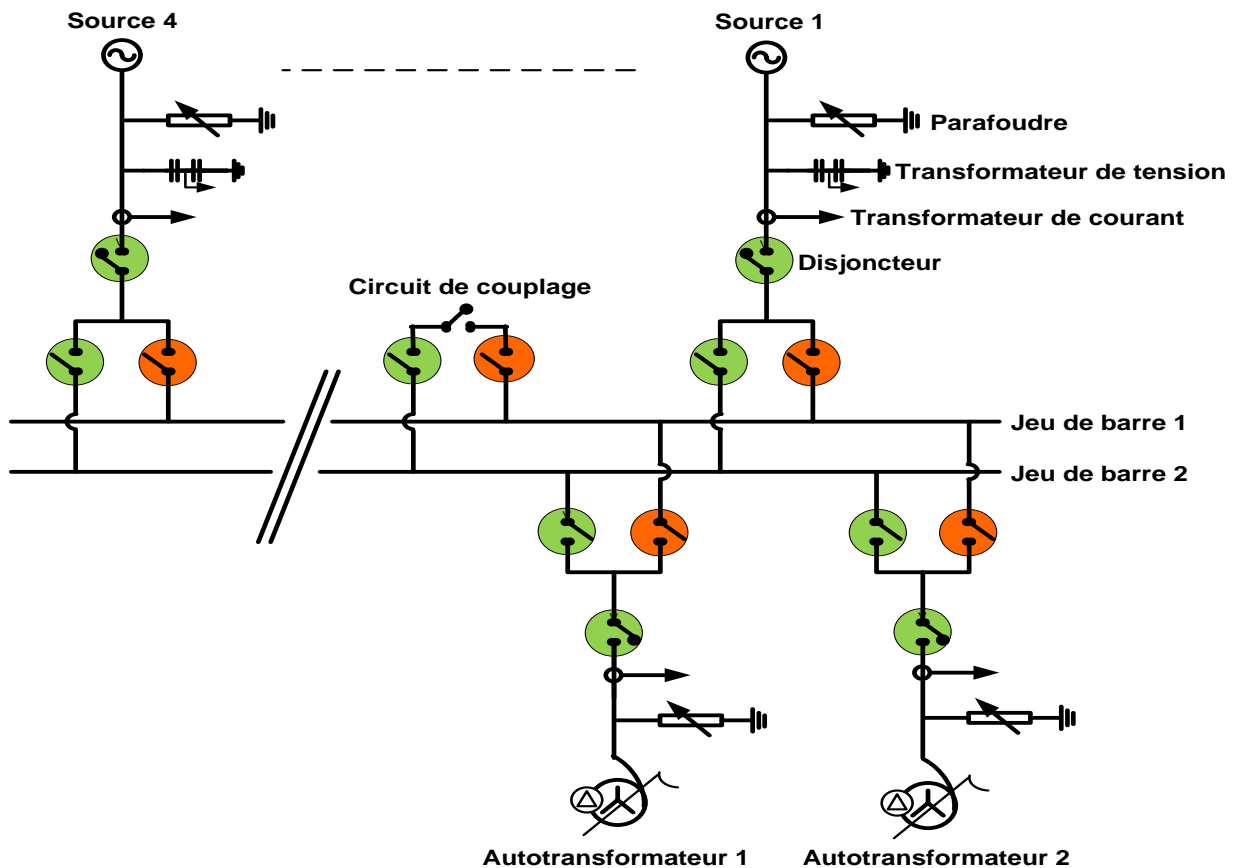 Source 4
Source 1
Parafoudre
Transformateur de tension
Transformateur de courant
Disjoncteur
Circuit de couplage
Jeu de barre 1
Jeu de barre 2
Autotransformateur 1
Autotransformateur 2